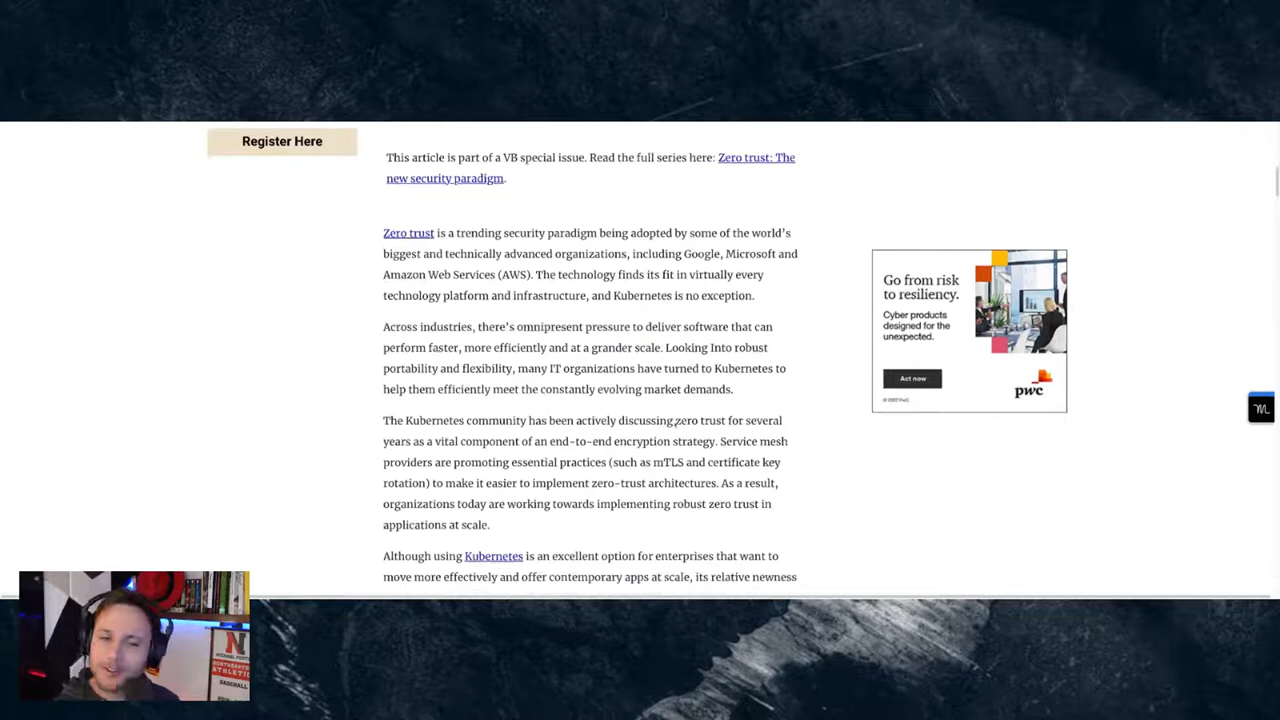 Register Here
This article is part of a VB special issue. Read the full series here: Zero trust: The
new security paradigm.
Zero trust is a trending security paradigm being adopted by some of the world's
biggest and technically advanced organizations, including Google, Microsoft and
Amazon Web Services (AWS). The technology finds its fit in virtually every
technology platform and infrastructure, and Kubernetes is no exception.
Across industries, there's omnipresent pressure to deliver software that can
perform faster, more efficiently and at a grander scale. Looking Into robust
portability and flexibility, many IT organizations have turned to Kubernetes to
help them efficiently meet the constantly evolving market demands.
The Kubernetes community has been actively discussing zero trust for several
years as a vital component of an end-to-end encryption strategy. Service mesh
providers are promoting essential practices (such as mTLS and certificate key
rotation) to make it easier to implement zero-trust architectures. As a result,
organizations today are working towards implementing robust zero trust in
applications at scale.
Although using Kubernetes is an excellent option for enterprises that want to
move more effectively and offer contemporary apps at scale, its relative newness
Go from risk
to resiliency.
Cyber products
designed for the
unexpected.
Act now
pwc
© 2022 PwC
N
ATHLETIC
BASEBALL